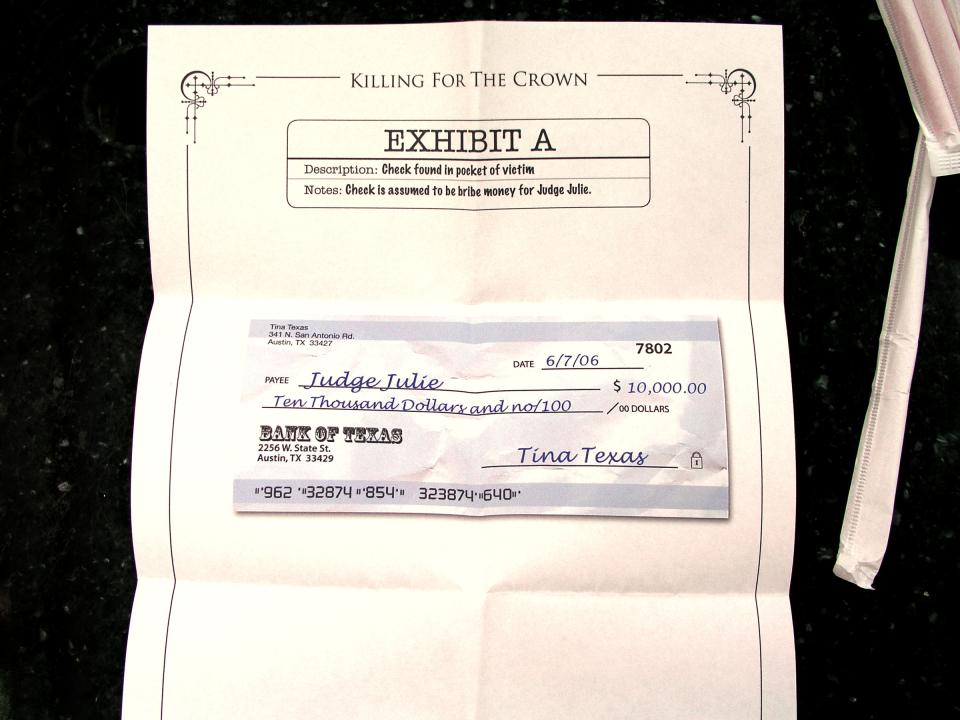 KILLING FOR THE CROWN
EXHIBIT A
Description: Check found in pocket of victim
Notes: Check is assumed to be bribe money for Judge Julie.
Tina Texas
341 N. San Antonio Rd.
Austin, TX 33427
7802
DATE 6/7/06
PAYEE Judge Julie $ 10,000.00
Ten Thousand Dollars and no/100 /00 DOLLARS
BANK OF TEXAS
2256 W. State St.
Austin, TX 33429
Tina Texas
⑈'962 '⑈32874 ⑈'854'⑈ 323874'⑈640⑈'